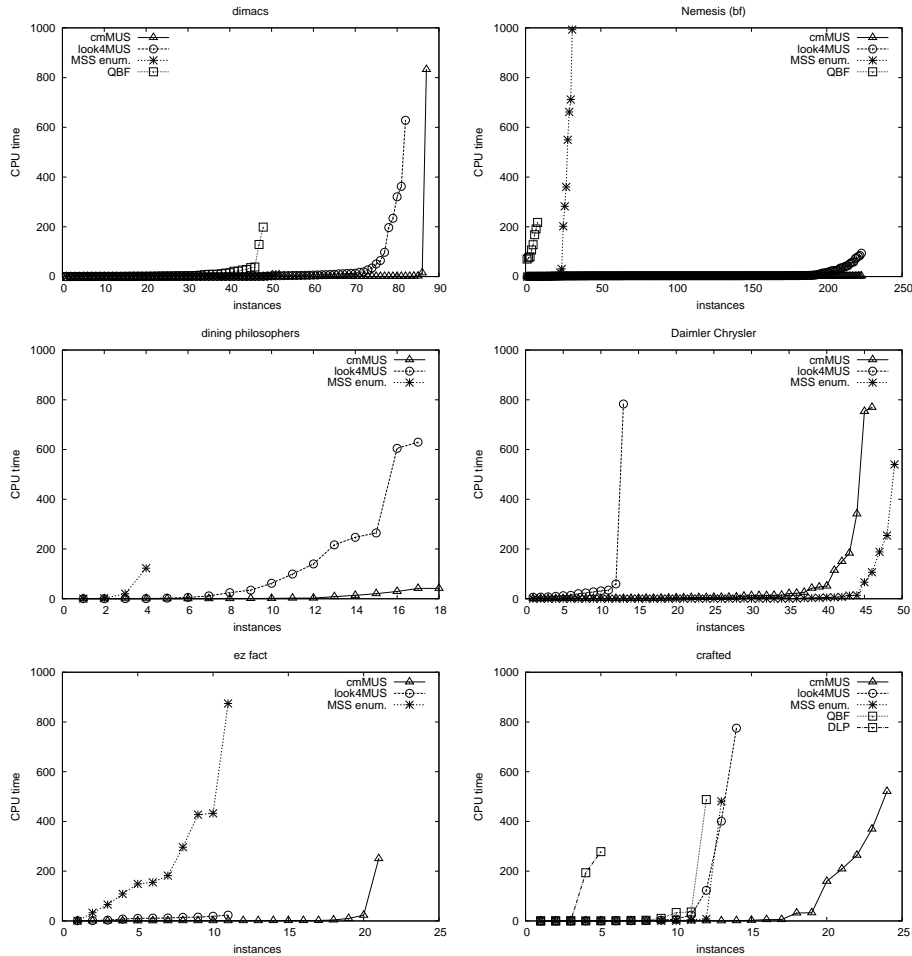 dimacs
1000
800
600
400
200
0
0 10 20 30 40 50 60 70 80 90
CPU time
instances
cmMUS
look4MUS
MSS enum.
QBF
Nemesis (bf)
1000
800
600
400
200
0
0 50 100 150 200 250
CPU time
instances
cmMUS
look4MUS
MSS enum.
QBF
dining philosophers
1000
800
600
400
200
0
0 2 4 6 8 10 12 14 16 18
CPU time
instances
cmMUS
look4MUS
MSS enum.
Daimler Chrysler
1000
800
600
400
200
0
0 5 10 15 20 25 30 35 40 45 50
CPU time
instances
cmMUS
look4MUS
MSS enum.
ez fact
1000
800
600
400
200
0
0 5 10 15 20 25
CPU time
instances
cmMUS
look4MUS
MSS enum.
crafted
1000
800
600
400
200
0
0 5 10 15 20 25
CPU time
instances
cmMUS
look4MUS
MSS enum.
QBF
DLP